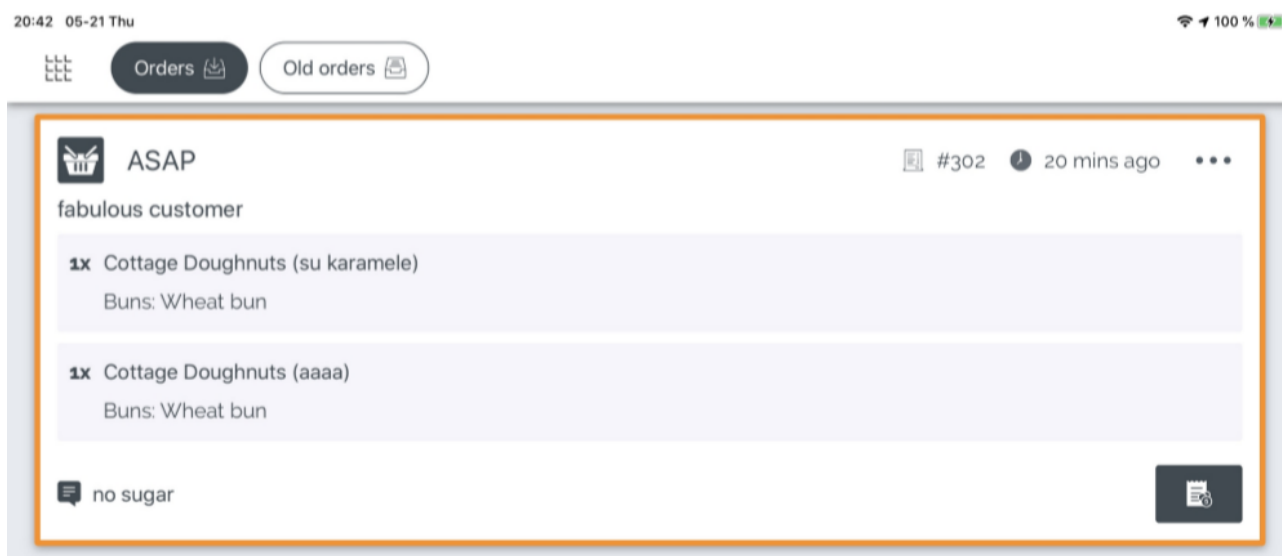 20:42 05-21 Thu
100 %
Orders
Old orders
ASAP
#302
20 mins ago
fabulous customer
1x Cottage Doughnuts (su karamele)
Buns: Wheat bun
1x Cottage Doughnuts (aaaa)
Buns: Wheat bun
no sugar